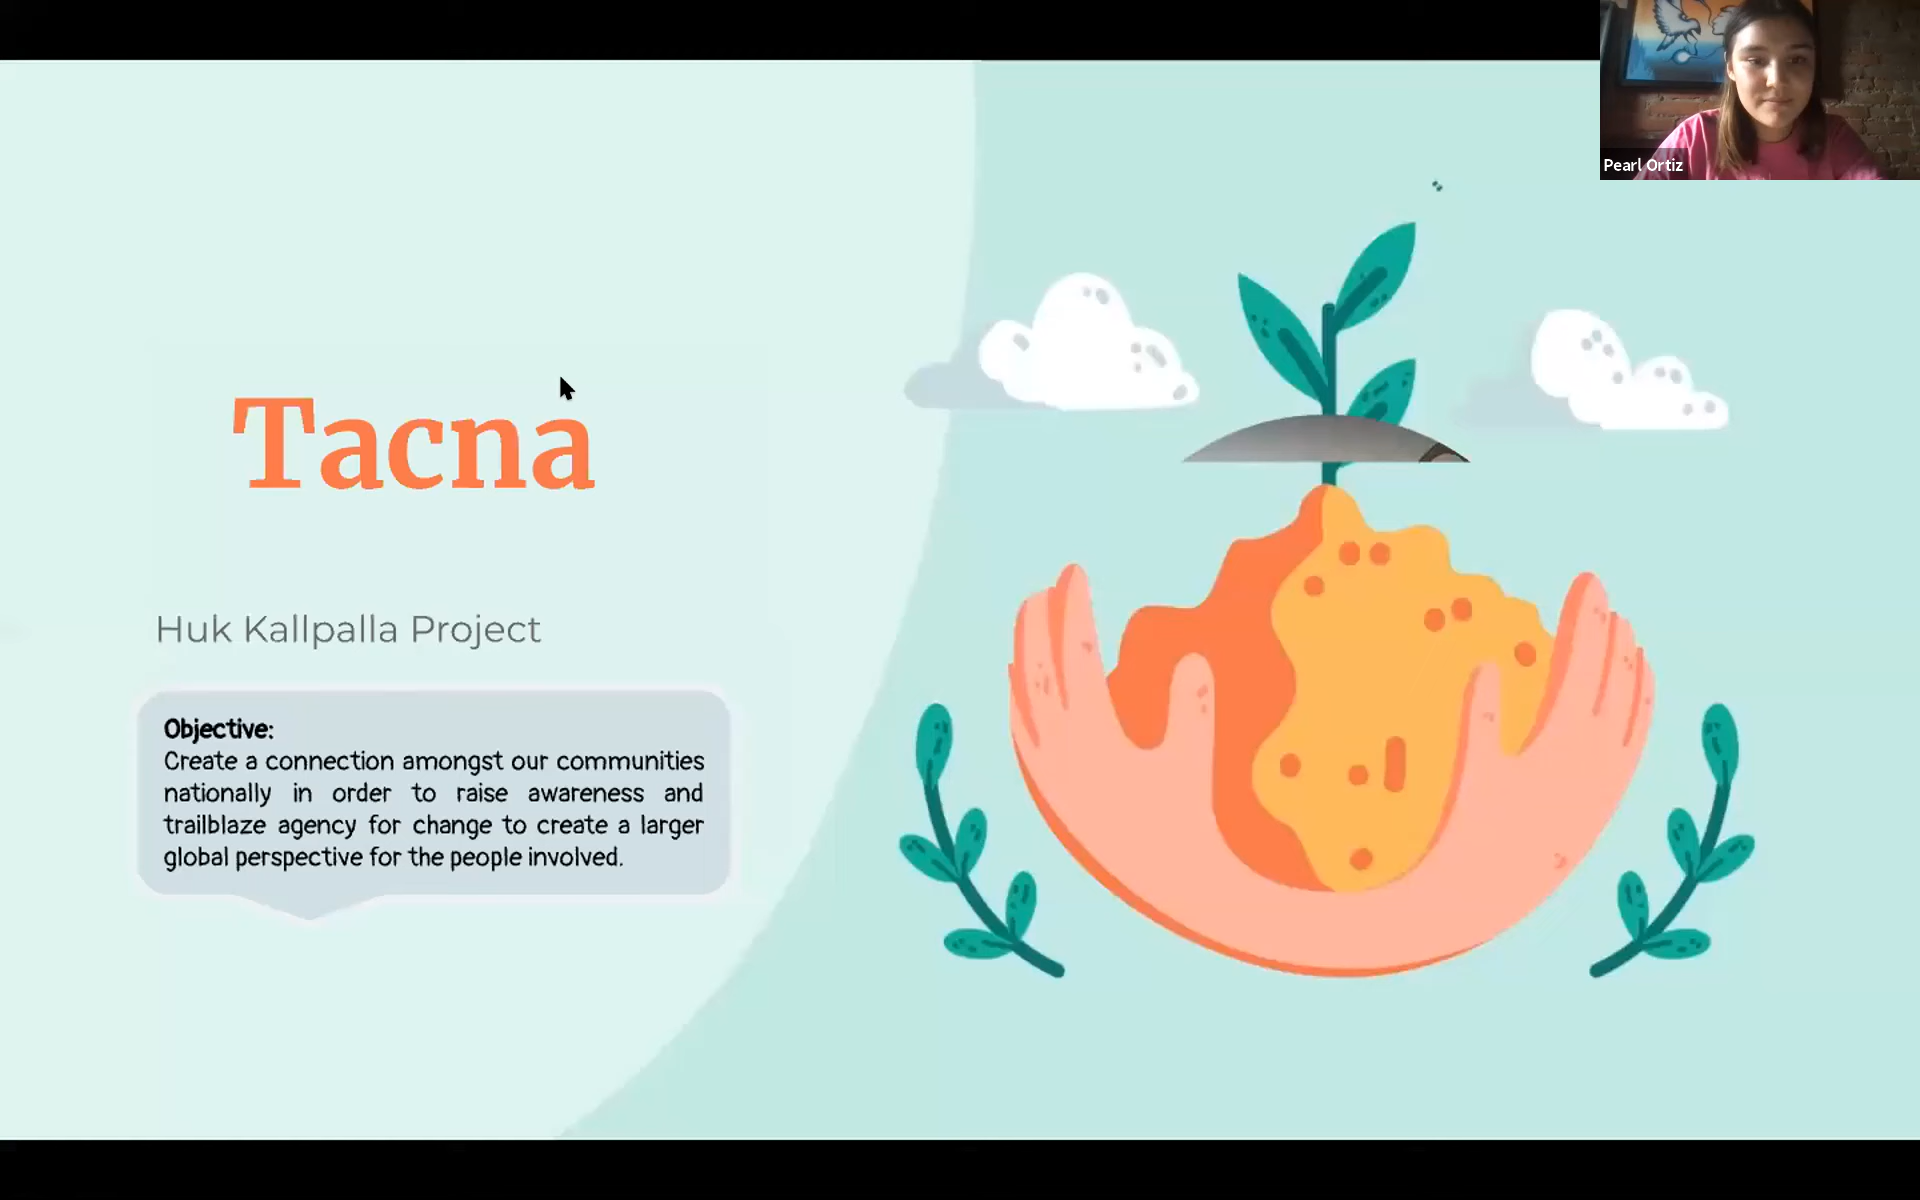 Pearl Ortiz
Tacna
Huk Kallpalla Project
Objective:
Create a connection amongst our communities
nationally in order to raise awareness and
trailblaze agency for change to create a larger
global perspective for the people involved.